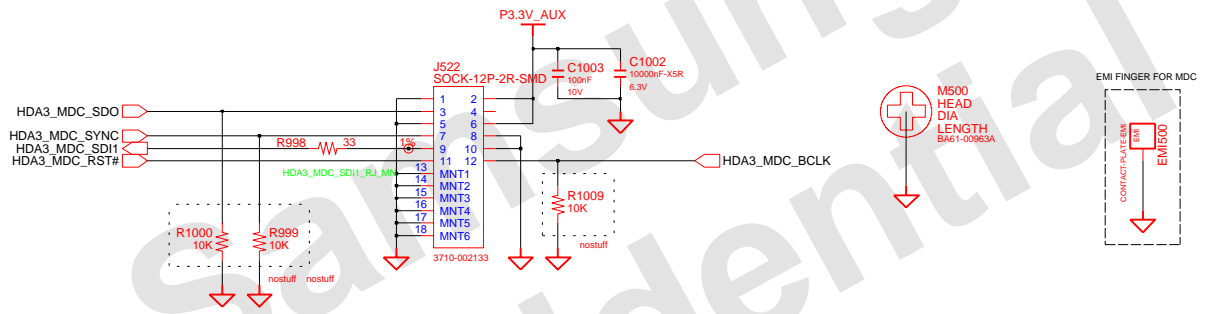 P3.3V_AUX
J522
SOCK-12P-2R-SMD
C1003
100nF
10V
C1002
10000nF-X5R
6.3V
EMI FINGER FOR MDC
M500
HEAD
DIA
LENGTH
BA61-00963A
EMI
CONTACT-PLATE-EMI
EMI500
HDA3_MDC_SDO
HDA3_MDC_SYNC
HDA3_MDC_SDI1
HDA3_MDC_RST#
R998
33
1%
HDA3_MDC_SDI1_RJ_MN
1 2
3 4
5 6
7 8
9 10
11 12
13 MNT1
14 MNT2
15 MNT3
16 MNT4
17 MNT5
18 MNT6
3710-002133
HDA3_MDC_BCLK
R1009
10K
nostuff
R1000
10K
R999
10K
nostuff nostuff
Samsung
Confidential